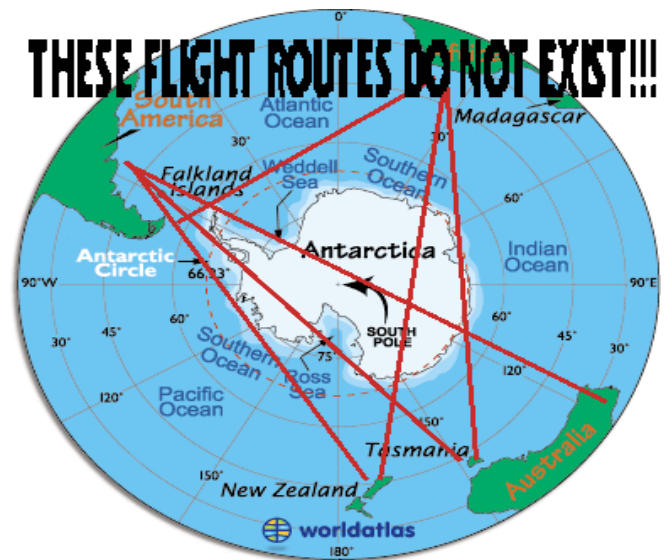 0°
THESE FLIGHT ROUTES DO NOT EXIST!!!
South
America
Atlantic
Ocean
Madagascar
30°
Falkland
Islands
Weddell
Sea
Southern
Ocean
60°
Antarctic
Circle
66.33°
Antarctica
Indian
Ocean
90°W
90°E
SOUTH
POLE
30°
45°
60°
75°
60°
45°
30°
Southern
Ocean
Ross
Sea
120°
120°
Pacific
Ocean
150°
150°
Tasmania
Australia
New Zealand
worldatlas
180°